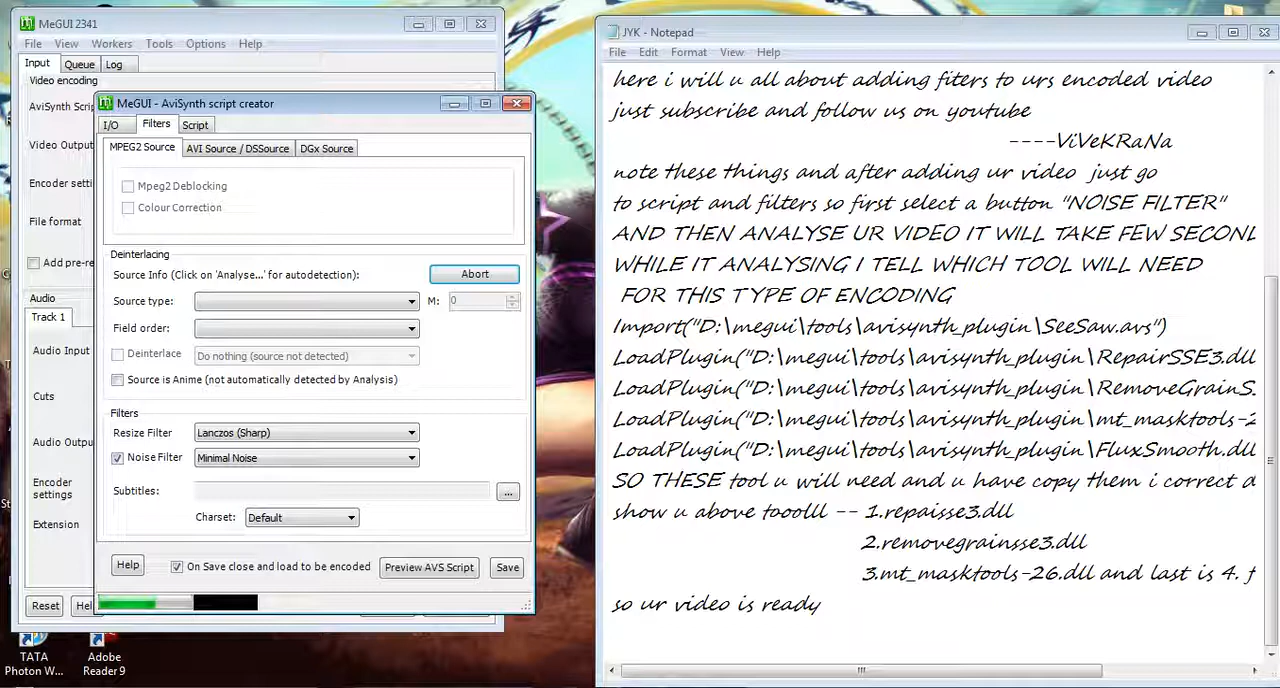 MeGUI 2341
File View Workers Tools Options Help
Input Queue Log
Video encoding
AviSynth Scrip
Video Output
Encoder setti
File format
Add pre-re
Audio
Track 1
Audio Input
Cuts
Audio Outpu
Encoder
settings
Extension
Reset Hel
TATA
Photon W...
Adobe
Reader 9
MeGUI - AviSynth script creator
I/O Filters Script
MPEG2 Source AVI Source / DSSource DGx Source
Mpeg2 Deblocking
Colour Correction
Deinterlacing
Source Info (Click on 'Analyse...' for autodetection): Abort
Source type: M: 0
Field order:
Deinterlace Do nothing (source not detected)
Source is Anime (not automatically detected by Analysis)
Filters
Resize Filter Lanczos (Sharp)
Noise Filter Minimal Noise
Subtitles: ...
Charset: Default
Help On Save close and load to be encoded Preview AVS Script Save
JYK - Notepad
File Edit Format View Help
here i will u all about adding fiters to urs encoded video
just subscribe and follow us on youtube
----ViVeKRaNa
note these things and after adding ur video just go
to script and filters so first select a button "NOISE FILTER"
AND THEN ANALYSE UR VIDEO IT WILL TAKE FEW SECOND
WHILE IT ANALYSING I TELL WHICH TOOL WILL NEED
FOR THIS TYPE OF ENCODING
Import("D:\megui\tools\avisynth_plugin\SeeSaw.avs")
LoadPlugin("D:\megui\tools\avisynth_plugin\RepairSSE3.dll
LoadPlugin("D:\megui\tools\avisynth_plugin\RemoveGrainS
LoadPlugin("D:\megui\tools\avisynth_plugin\mt_masktools-2
LoadPlugin("D:\megui\tools\avisynth_plugin\FluxSmooth.dll
SO THESE tool u will need and u have copy them i correct a
show u above tooolll -- 1.repaisse3.dll
2.removegrainsse3.dll
3.mt_masktools-26.dll and last is 4. f
so ur video is ready